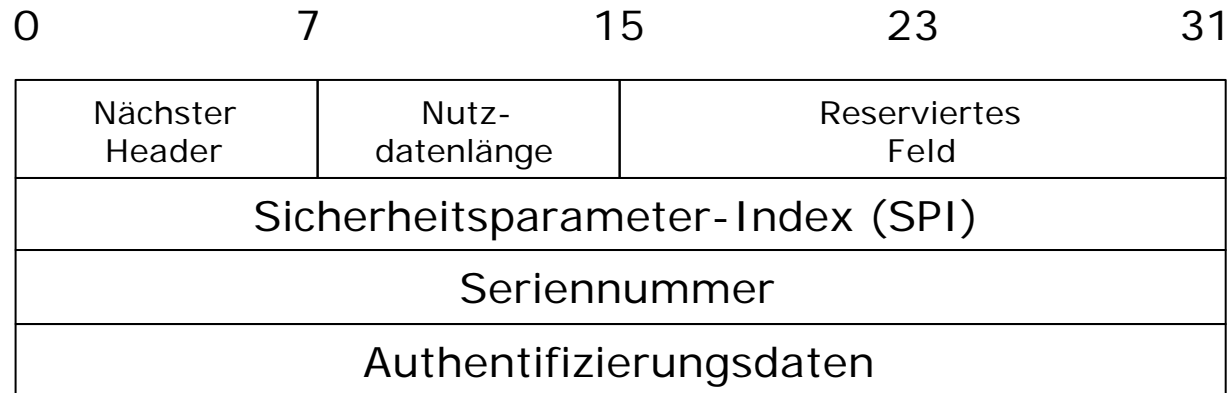 0 7 15 23 31
Nächster Header
Nutz-
datenlänge
Reserviertes
Feld
Sicherheitsparameter-Index (SPI)
Seriennummer
Authentifizierungsdaten